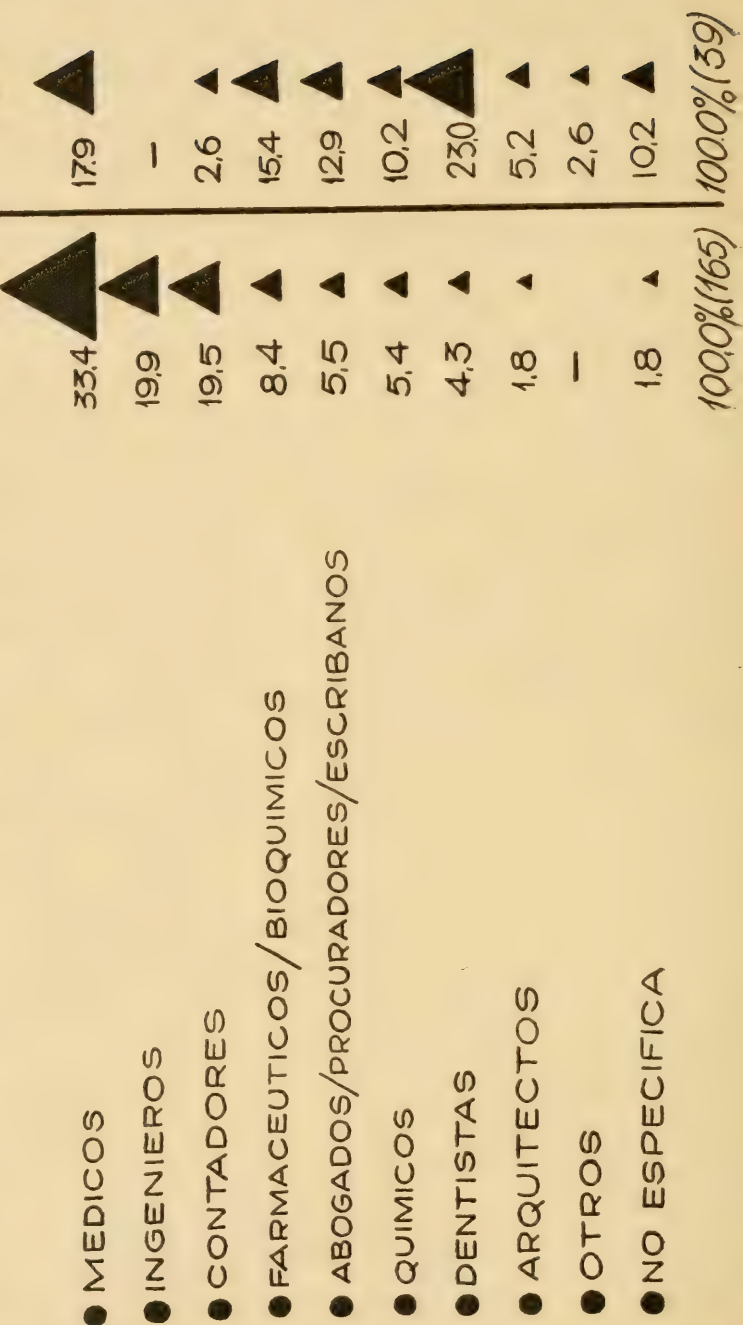 ● MEDICOS 33,4 17,9
● INGENIEROS 19,9 –
● CONTADORES 19,5 2,6
● FARMACEUTICOS/BIOQUIMICOS 8,4 15,4
● ABOGADOS/PROCURADORES/ESCRIBANOS 5,5 12,9
● QUIMICOS 5,4 10,2
● DENTISTAS 4,3 23,0
● ARQUITECTOS 1,8 5,2
● OTROS – 2,6
● NO ESPECIFICA 1,8 10,2
100,0%(165) 100.0%(39)